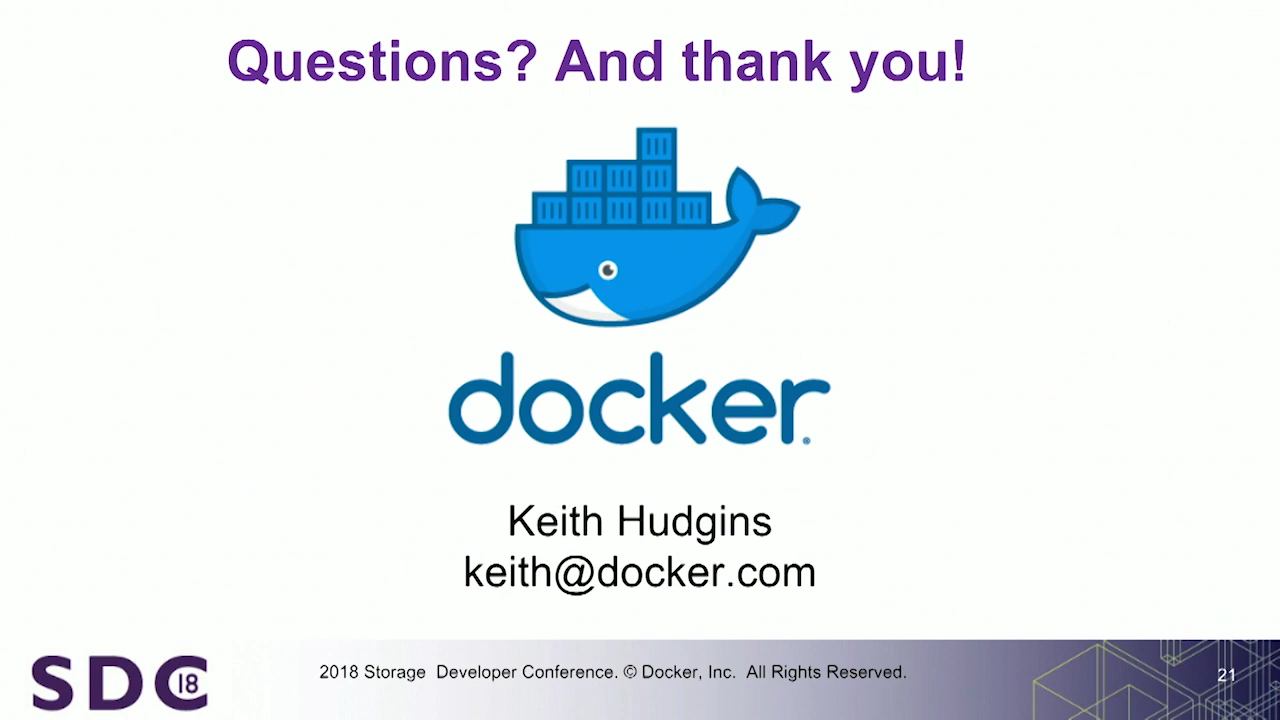 Questions? And thank you!
docker®
Keith Hudgins
keith@docker.com
SDC 18
2018 Storage Developer Conference. © Docker, Inc. All Rights Reserved.
21